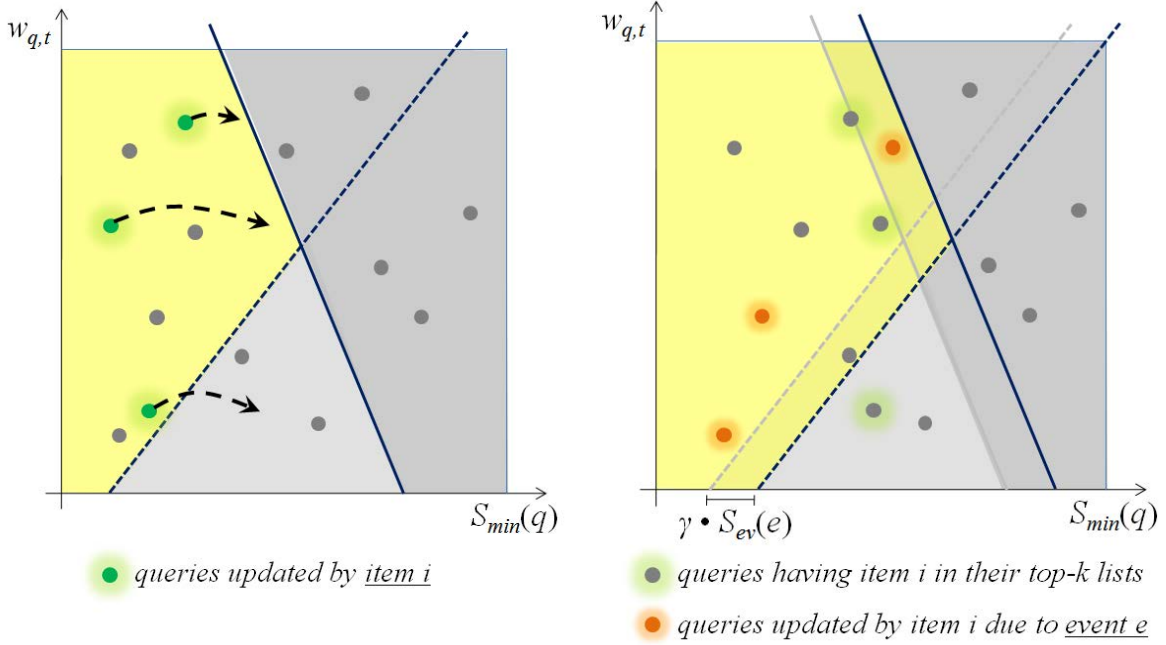 w_{q,t}
S_{min}(q)
queries updated by item i
w_{q,t}
γ • S_{ev}(e)
S_{min}(q)
queries having item i in their top-k lists
queries updated by item i due to event e